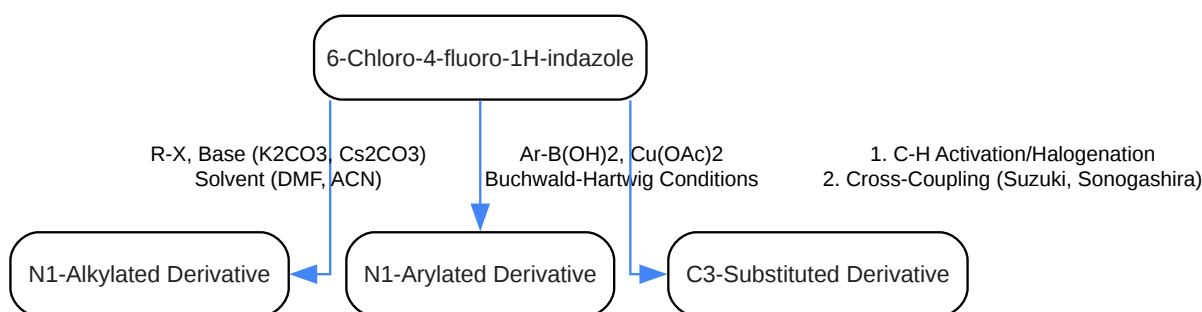 6-Chloro-4-fluoro-1H-indazole
R-X, Base (K2CO3, Cs2CO3)
Solvent (DMF, ACN)
Ar-B(OH)2, Cu(OAc)2
Buchwald-Hartwig Conditions
1. C-H Activation/Halogenation
2. Cross-Coupling (Suzuki, Sonogashira)
N1-Alkylated Derivative
N1-Arylated Derivative
C3-Substituted Derivative